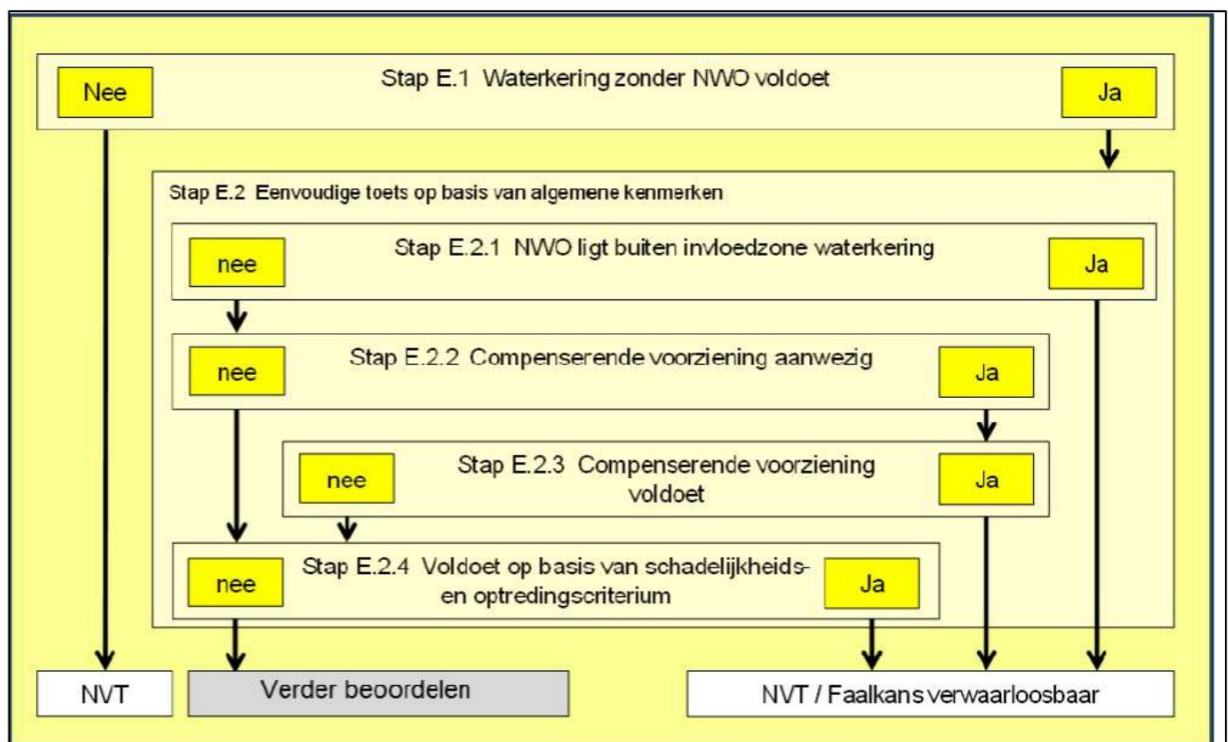 Stap E.1 Waterkering zonder NWO voldoet
Nee
Ja
Stap E.2 Eenvoudige toets op basis van algemene kenmerken
Stap E.2.1 NWO ligt buiten invloedzone waterkering
nee
Ja
Stap E.2.2 Compenserende voorziening aanwezig
nee
Ja
Stap E.2.3 Compenserende voorziening
voldoet
nee
Ja
Stap E.2.4 Voldoet op basis van schadelijkheids-
en optredingscriterium
nee
Ja
NVT
Verder beoordelen
NVT / Faalkans verwaarloosbaar